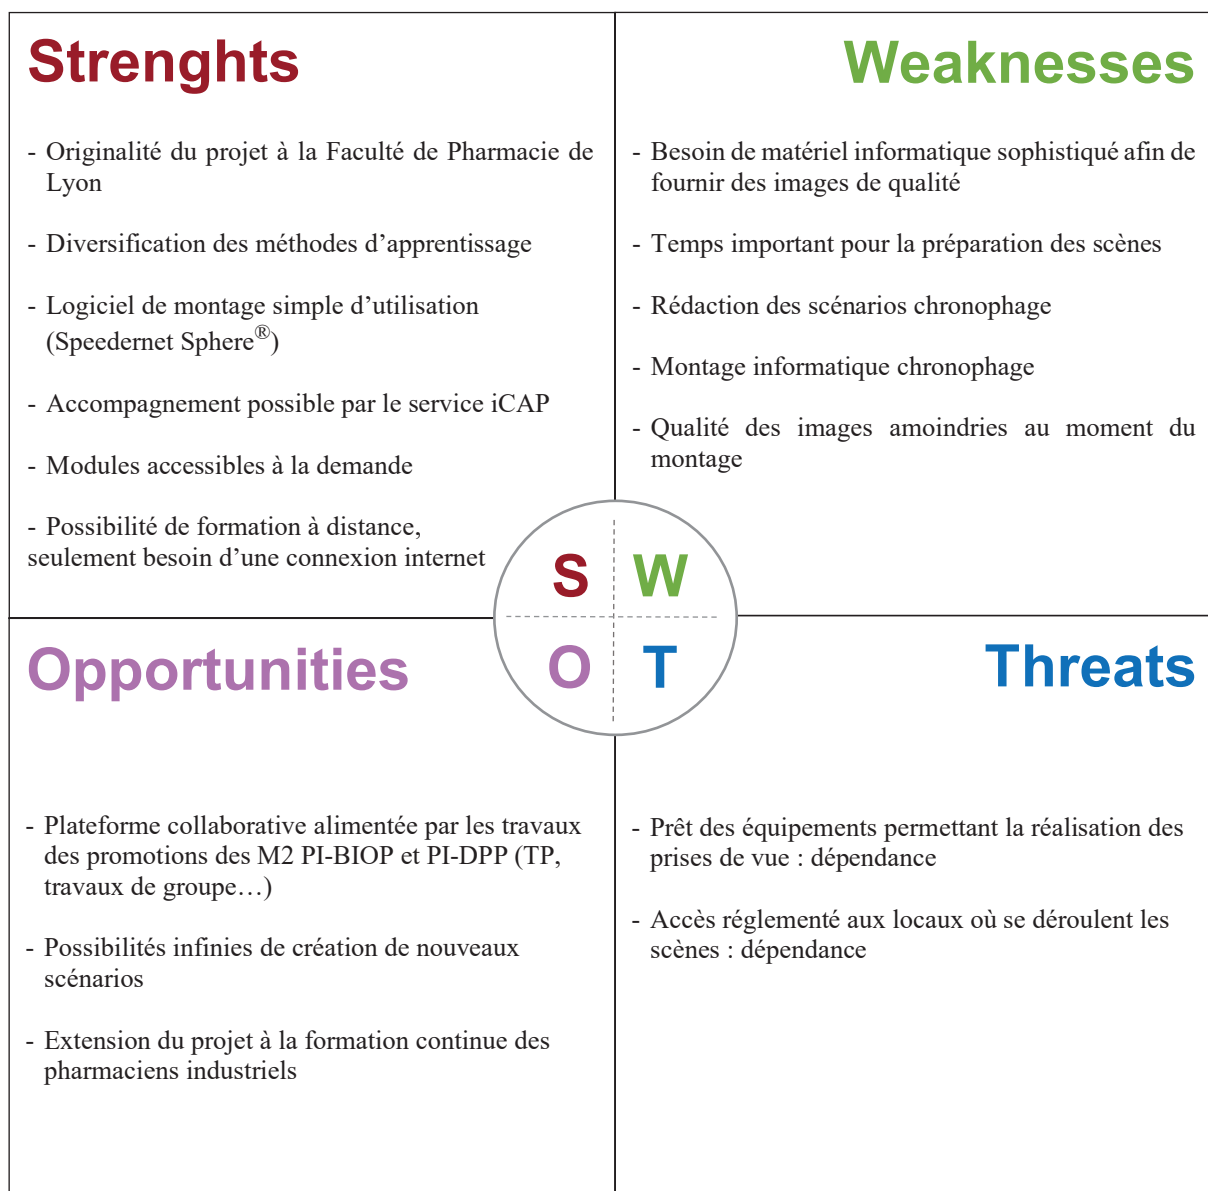 Strenghts
- Originalité du projet à la Faculté de Pharmacie de
Lyon
- Diversification des méthodes d’apprentissage
- Logiciel de montage simple d’utilisation
(Speedernet Sphere®)
- Accompagnement possible par le service iCAP
- Modules accessibles à la demande
- Possibilité de formation à distance,
seulement besoin d’une connexion internet
Weaknesses
- Besoin de matériel informatique sophistiqué afin de
fournir des images de qualité
- Temps important pour la préparation des scènes
- Rédaction des scénarios chronophage
- Montage informatique chronophage
- Qualité des images amoindries au moment du
montage
S W
O T
Opportunities
- Plateforme collaborative alimentée par les travaux
des promotions des M2 PI-BIOP et PI-DPP (TP,
travaux de groupe…)
- Possibilités infinies de création de nouveaux
scénarios
- Extension du projet à la formation continue des
pharmaciens industriels
Threats
- Prêt des équipements permettant la réalisation des
prises de vue : dépendance
- Accès réglementé aux locaux où se déroulent les
scènes : dépendance